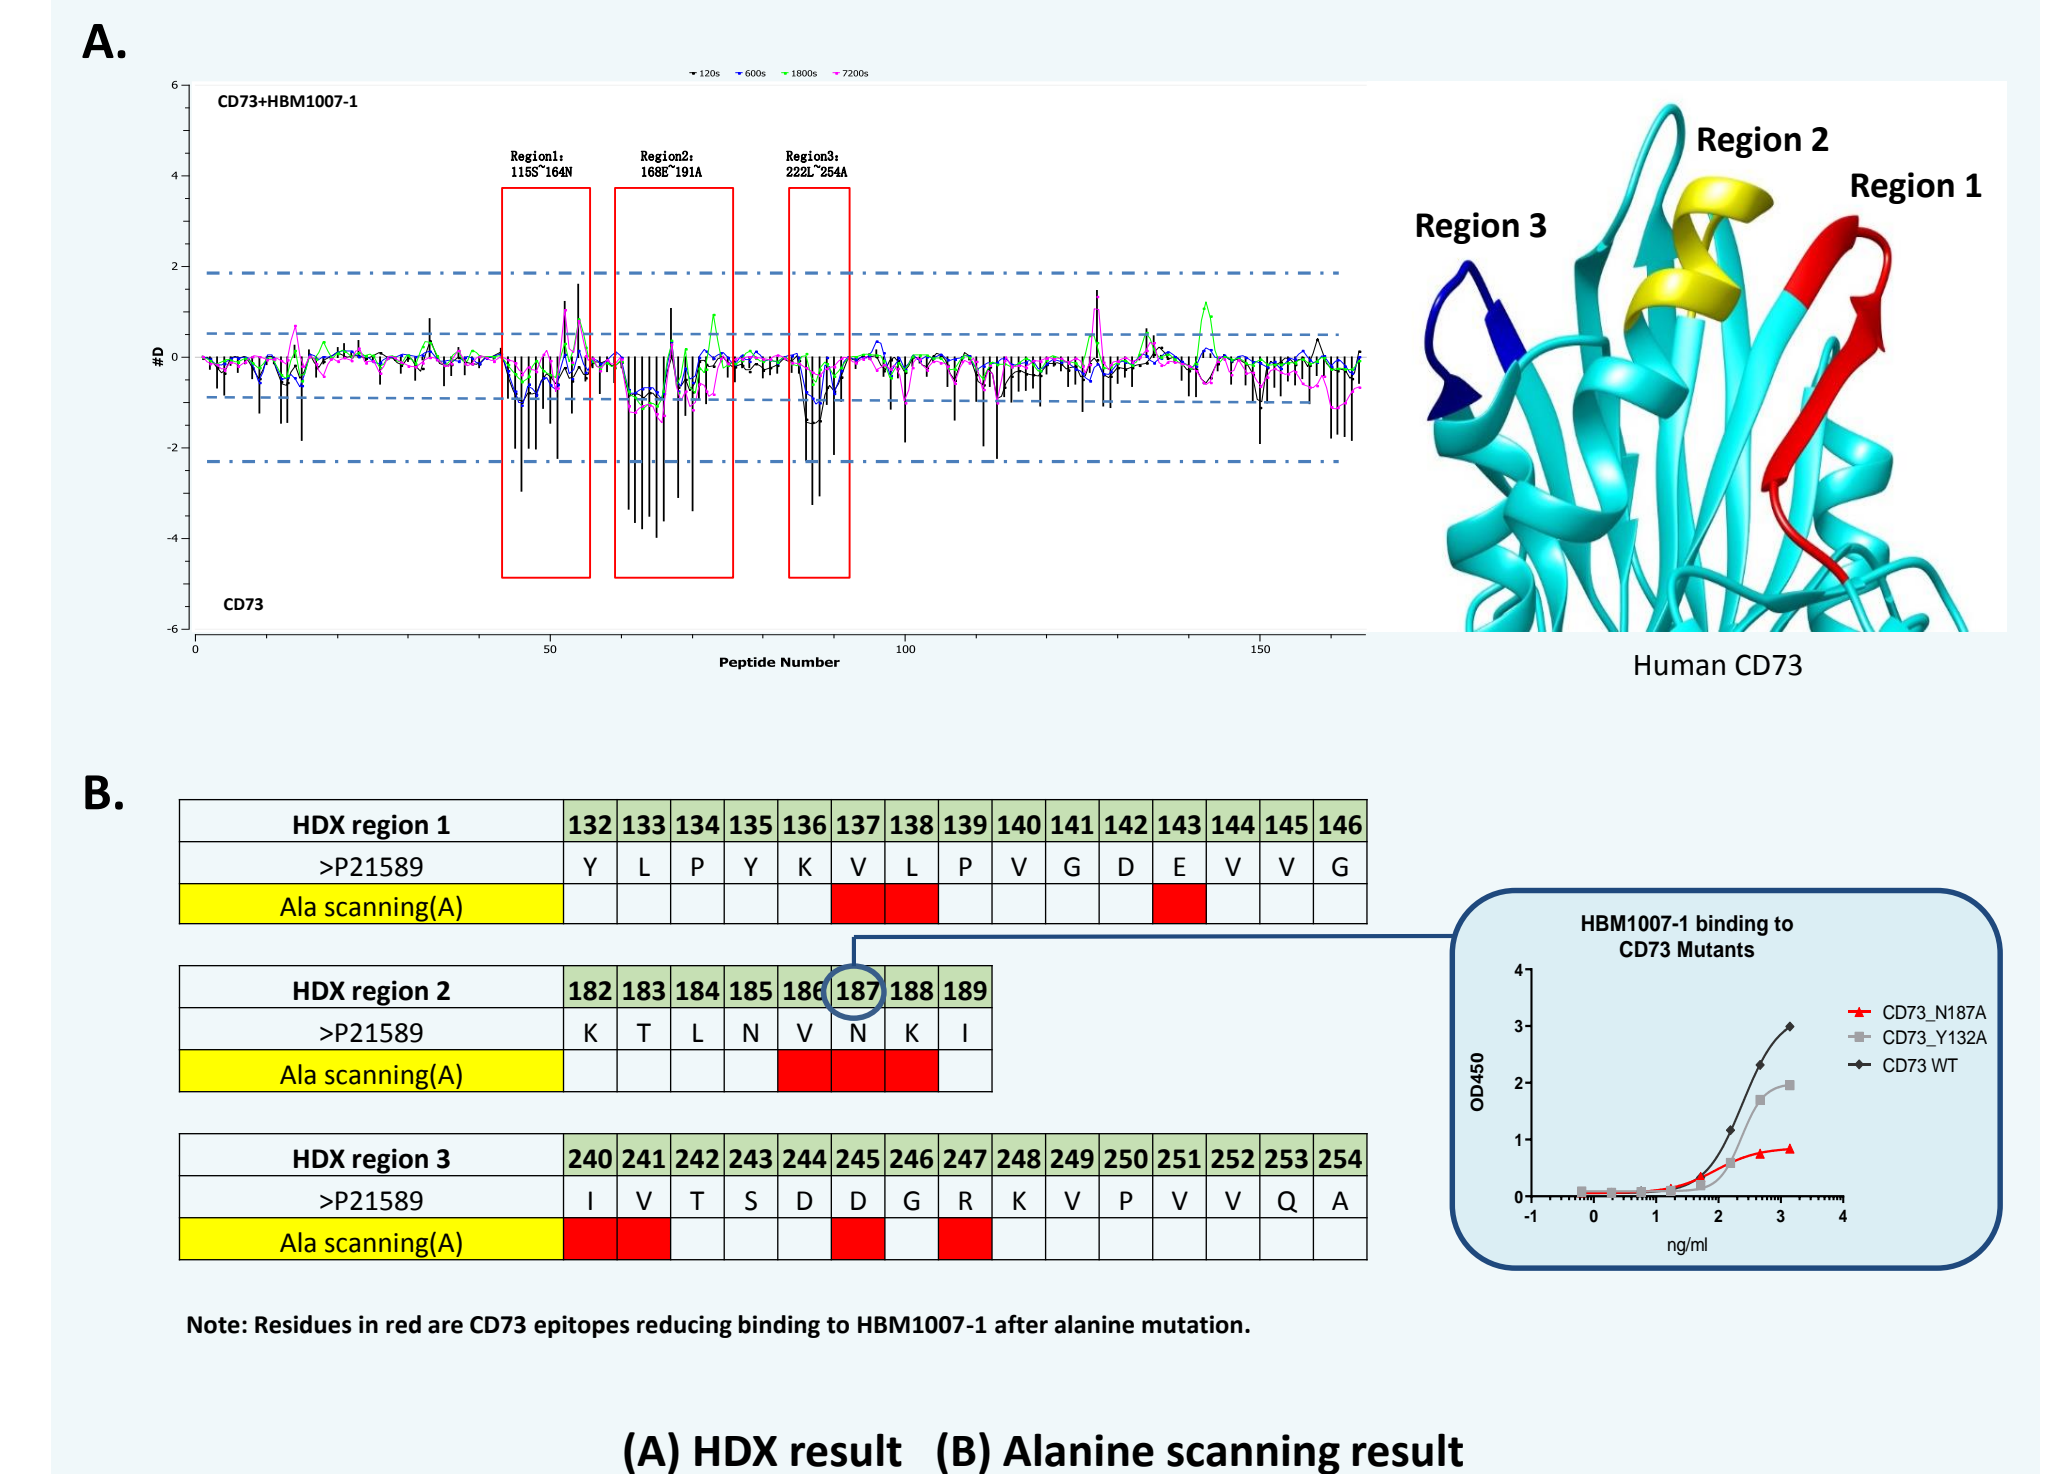 A.
120s 600s 1800s 7200s
CD73+HBM1007-1
Region1:
115S~164N
Region2:
168E~191A
Region3:
222L~254A
6
4
2
0
-2
-4
-6
#D
CD73
0 50 100 150
Peptide Number
Region 2
Region 1
Region 3
Human CD73
B.
HDX region 1 132 133 134 135 136 137 138 139 140 141 142 143 144 145 146
>P21589 Y L P Y K V L P V G D E V V G
Ala scanning(A)
HDX region 2 182 183 184 185 186 187 188 189
>P21589 K T L N V N K I
Ala scanning(A)
HDX region 3 240 241 242 243 244 245 246 247 248 249 250 251 252 253 254
>P21589 I V T S D D G R K V P V V Q A
Ala scanning(A)
HBM1007-1 binding to
CD73 Mutants
4
3
2
1
0
OD450
-1 0 1 2 3 4
ng/ml
CD73_N187A
CD73_Y132A
CD73 WT
Note: Residues in red are CD73 epitopes reducing binding to HBM1007-1 after alanine mutation.
(A) HDX result (B) Alanine scanning result